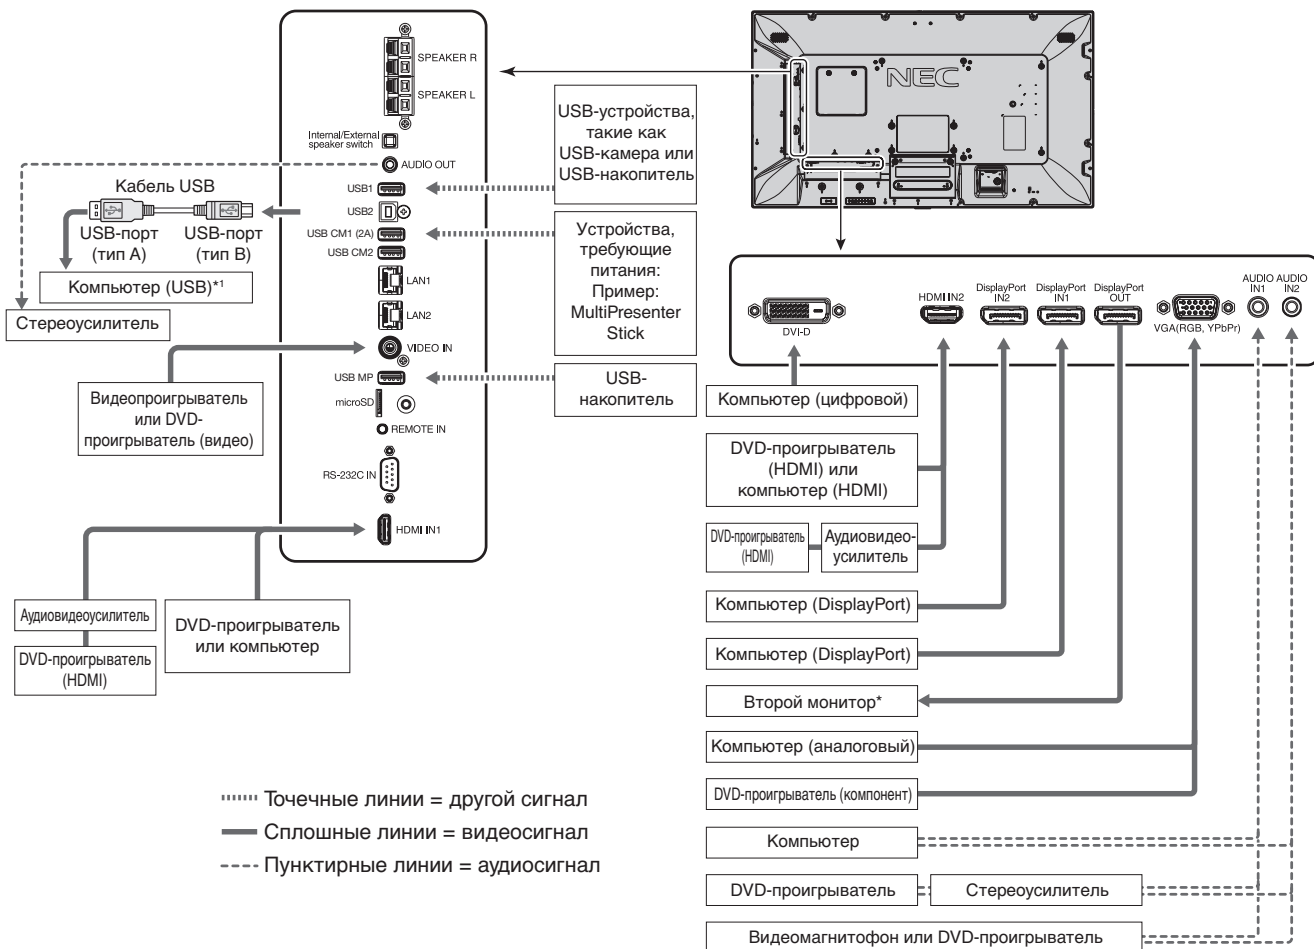 SPEAKER R
SPEAKER L
Internal/External
speaker switch
AUDIO OUT
USB1
USB2
USB CM1 (2A)
USB CM2
LAN1
LAN2
VIDEO IN
USB MP
microSD
REMOTE IN
RS-232C IN
HDMI IN1
Кабель USB
USB-порт
(тип A)
USB-порт
(тип B)
Компьютер (USB)*1
Стереоусилитель
Видеопроигрыватель
или DVD-
проигрыватель (видео)
Аудиовидеоусилитель
DVD-проигрыватель
(HDMI)
DVD-проигрыватель
или компьютер
USB-устройства,
такие как
USB-камера или
USB-накопитель
Устройства,
требующие
питания:
Пример:
MultiPresenter
Stick
USB-
накопитель
NEC
DVI-D
HDMI IN2
DisplayPort
IN2
DisplayPort
IN1
DisplayPort
OUT
VGA(RGB, YPbPr)
AUDIO
IN1
AUDIO
IN2
Компьютер (цифровой)
DVD-проигрыватель
(HDMI) или
компьютер (HDMI)
DVD-проигрыватель
(HDMI)
Аудиовидео-
усилитель
Компьютер (DisplayPort)
Компьютер (DisplayPort)
Второй монитор*
Компьютер (аналоговый)
DVD-проигрыватель (компонент)
Компьютер
DVD-проигрыватель
Стереоусилитель
Видеомагнитофон или DVD-проигрыватель
Точечные линии = другой сигнал
Сплошные линии = видеосигнал
Пунктирные линии = аудиосигнал